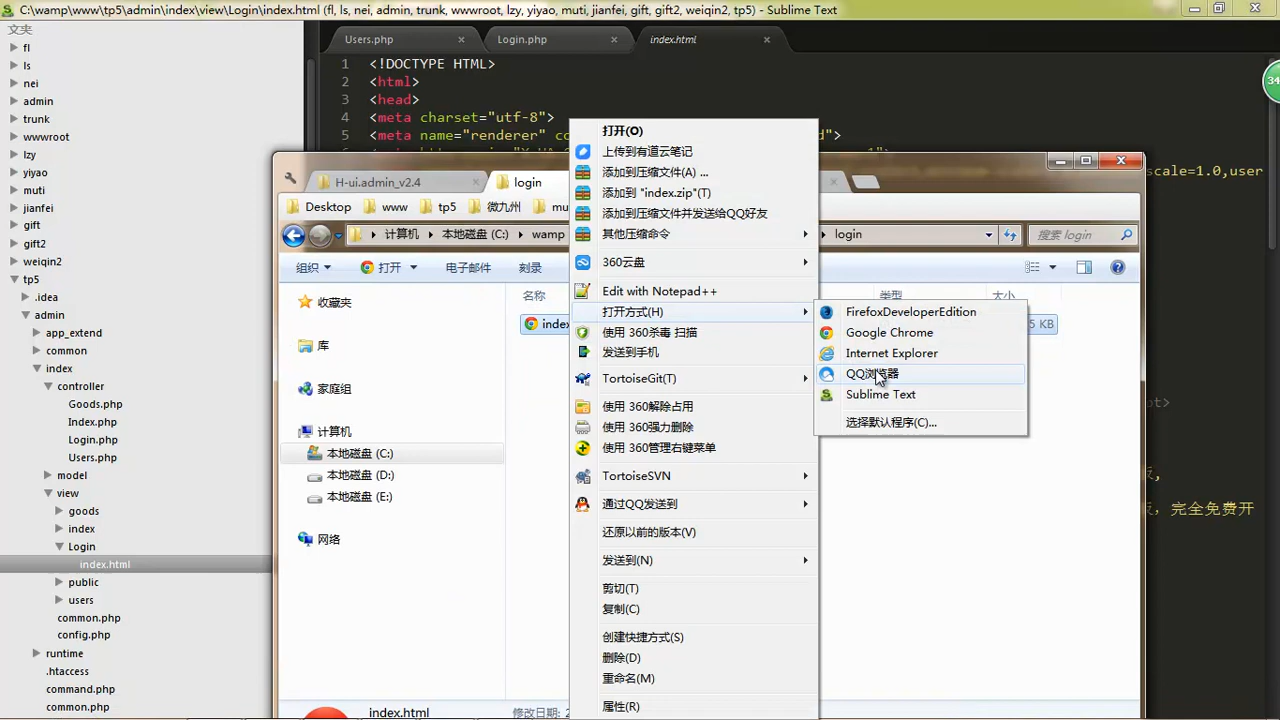 C:\wamp\www\tp5\admin\index\view\Login\index.html (fl, ls, nei, admin, trunk, wwwroot, lzy, yiyao, muti, jianfei, gift, gift2, weiqin2, tp5) - Sublime Text
文夹
fl
ls
nei
admin
trunk
wwwroot
lzy
yiyao
muti
jianfei
gift
gift2
weiqin2
tp5
.idea
admin
app_extend
common
index
controller
Goods.php
Index.php
Login.php
Users.php
model
view
goods
index
Login
index.html
public
users
common.php
config.php
runtime
.htaccess
command.php
common.php
Users.php
Login.php
index.html
1 <!DOCTYPE HTML>
2 <html>
3 <head>
4 <meta charset="utf-8">
5 <meta name="renderer" co
d">
scale=1.0,user
34
pt>
板,
板，完全免费开
H-ui.admin_v2.4
login
Desktop
www
tp5
微九州
mu
计算机
本地磁盘 (C:)
wamp
login
搜索 login
组织
打开
电子邮件
刻录
名称
类型
大小
index
5 KB
收藏夹
库
家庭组
计算机
本地磁盘 (C:)
本地磁盘 (D:)
本地磁盘 (E:)
网络
index.html
修改日期: 2
打开(O)
上传到有道云笔记
添加到压缩文件(A) ...
添加到 "index.zip"(T)
添加到压缩文件并发送给QQ好友
其他压缩命令
360云盘
Edit with Notepad++
打开方式(H)
使用 360杀毒 扫描
发送到手机
TortoiseGit(T)
使用 360解除占用
使用 360强力删除
使用 360管理右键菜单
TortoiseSVN
通过QQ发送到
还原以前的版本(V)
发送到(N)
剪切(T)
复制(C)
创建快捷方式(S)
删除(D)
重命名(M)
属性(R)
FirefoxDeveloperEdition
Google Chrome
Internet Explorer
QQ浏览器
Sublime Text
选择默认程序(C)...